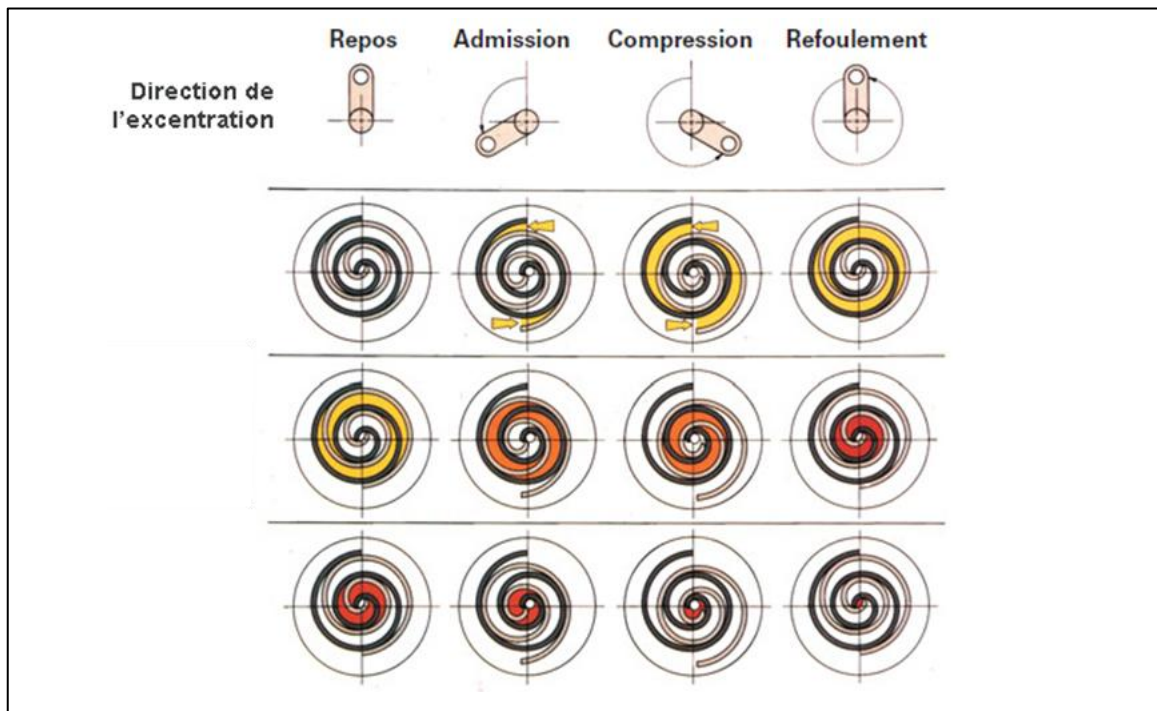 Repos Admission Compression Refoulement
Direction de
l'excentration